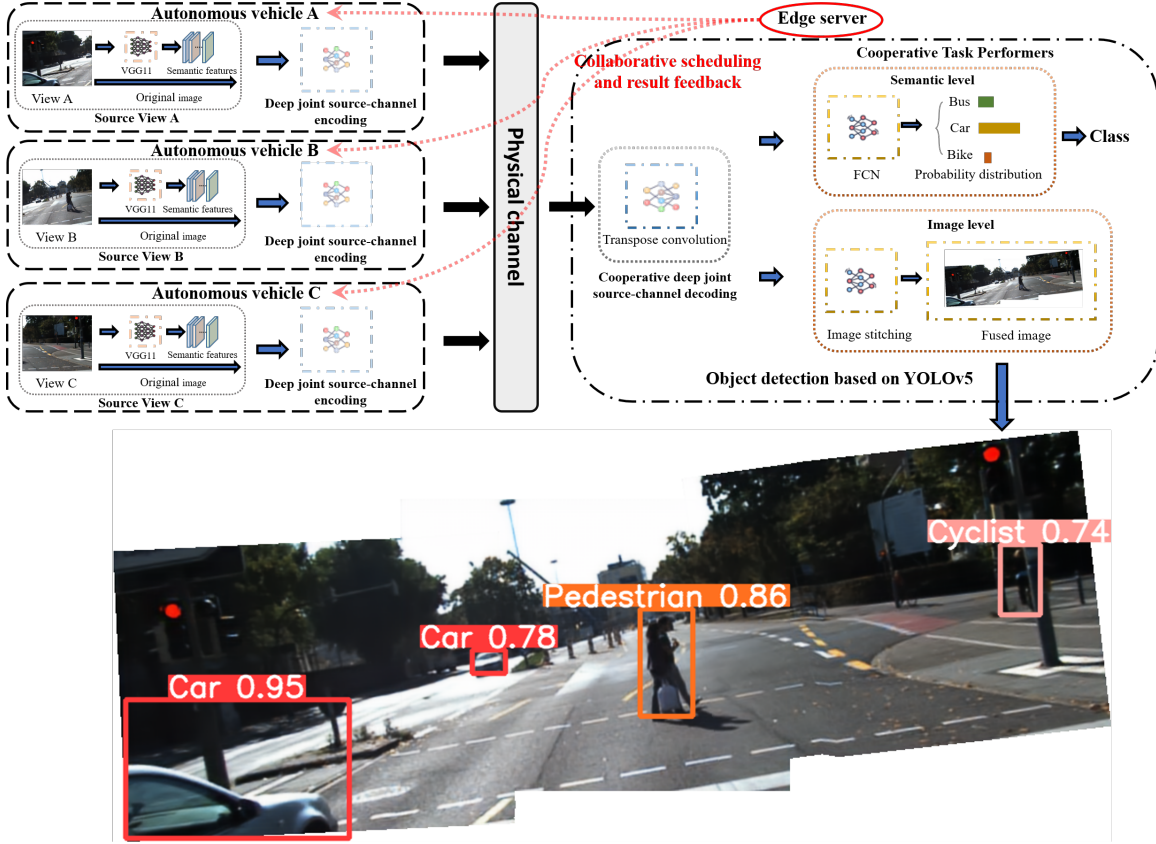 Autonomous vehicle A
View A
VGG11
Semantic features
Original image
Source View A
Deep joint source-channel
encoding
Autonomous vehicle B
View B
VGG11
Semantic features
Original image
Source View B
Deep joint source-channel
encoding
Autonomous vehicle C
View C
VGG11
Semantic features
Original image
Source View C
Deep joint source-channel
encoding
Physical channel
Edge server
Collaborative scheduling
and result feedback
Transpose convolution
Cooperative deep joint
source-channel decoding
Cooperative Task Performers
Semantic level
FCN
Bus
Car
Bike
Probability distribution
Class
Image level
Image stitching
Fused image
Object detection based on YOLOv5
Cyclist 0.74
Pedestrian 0.86
Car 0.78
Car 0.95